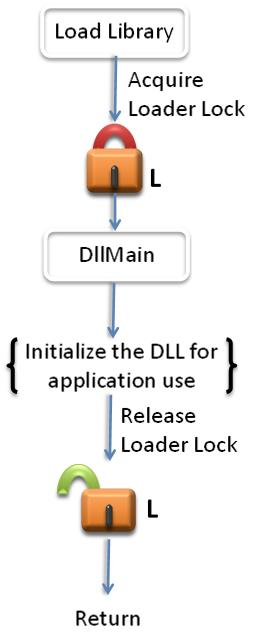 Load Library
Acquire
Loader Lock
L
DllMain
{ Initialize the DLL for
application use }
Release
Loader Lock
L
Return